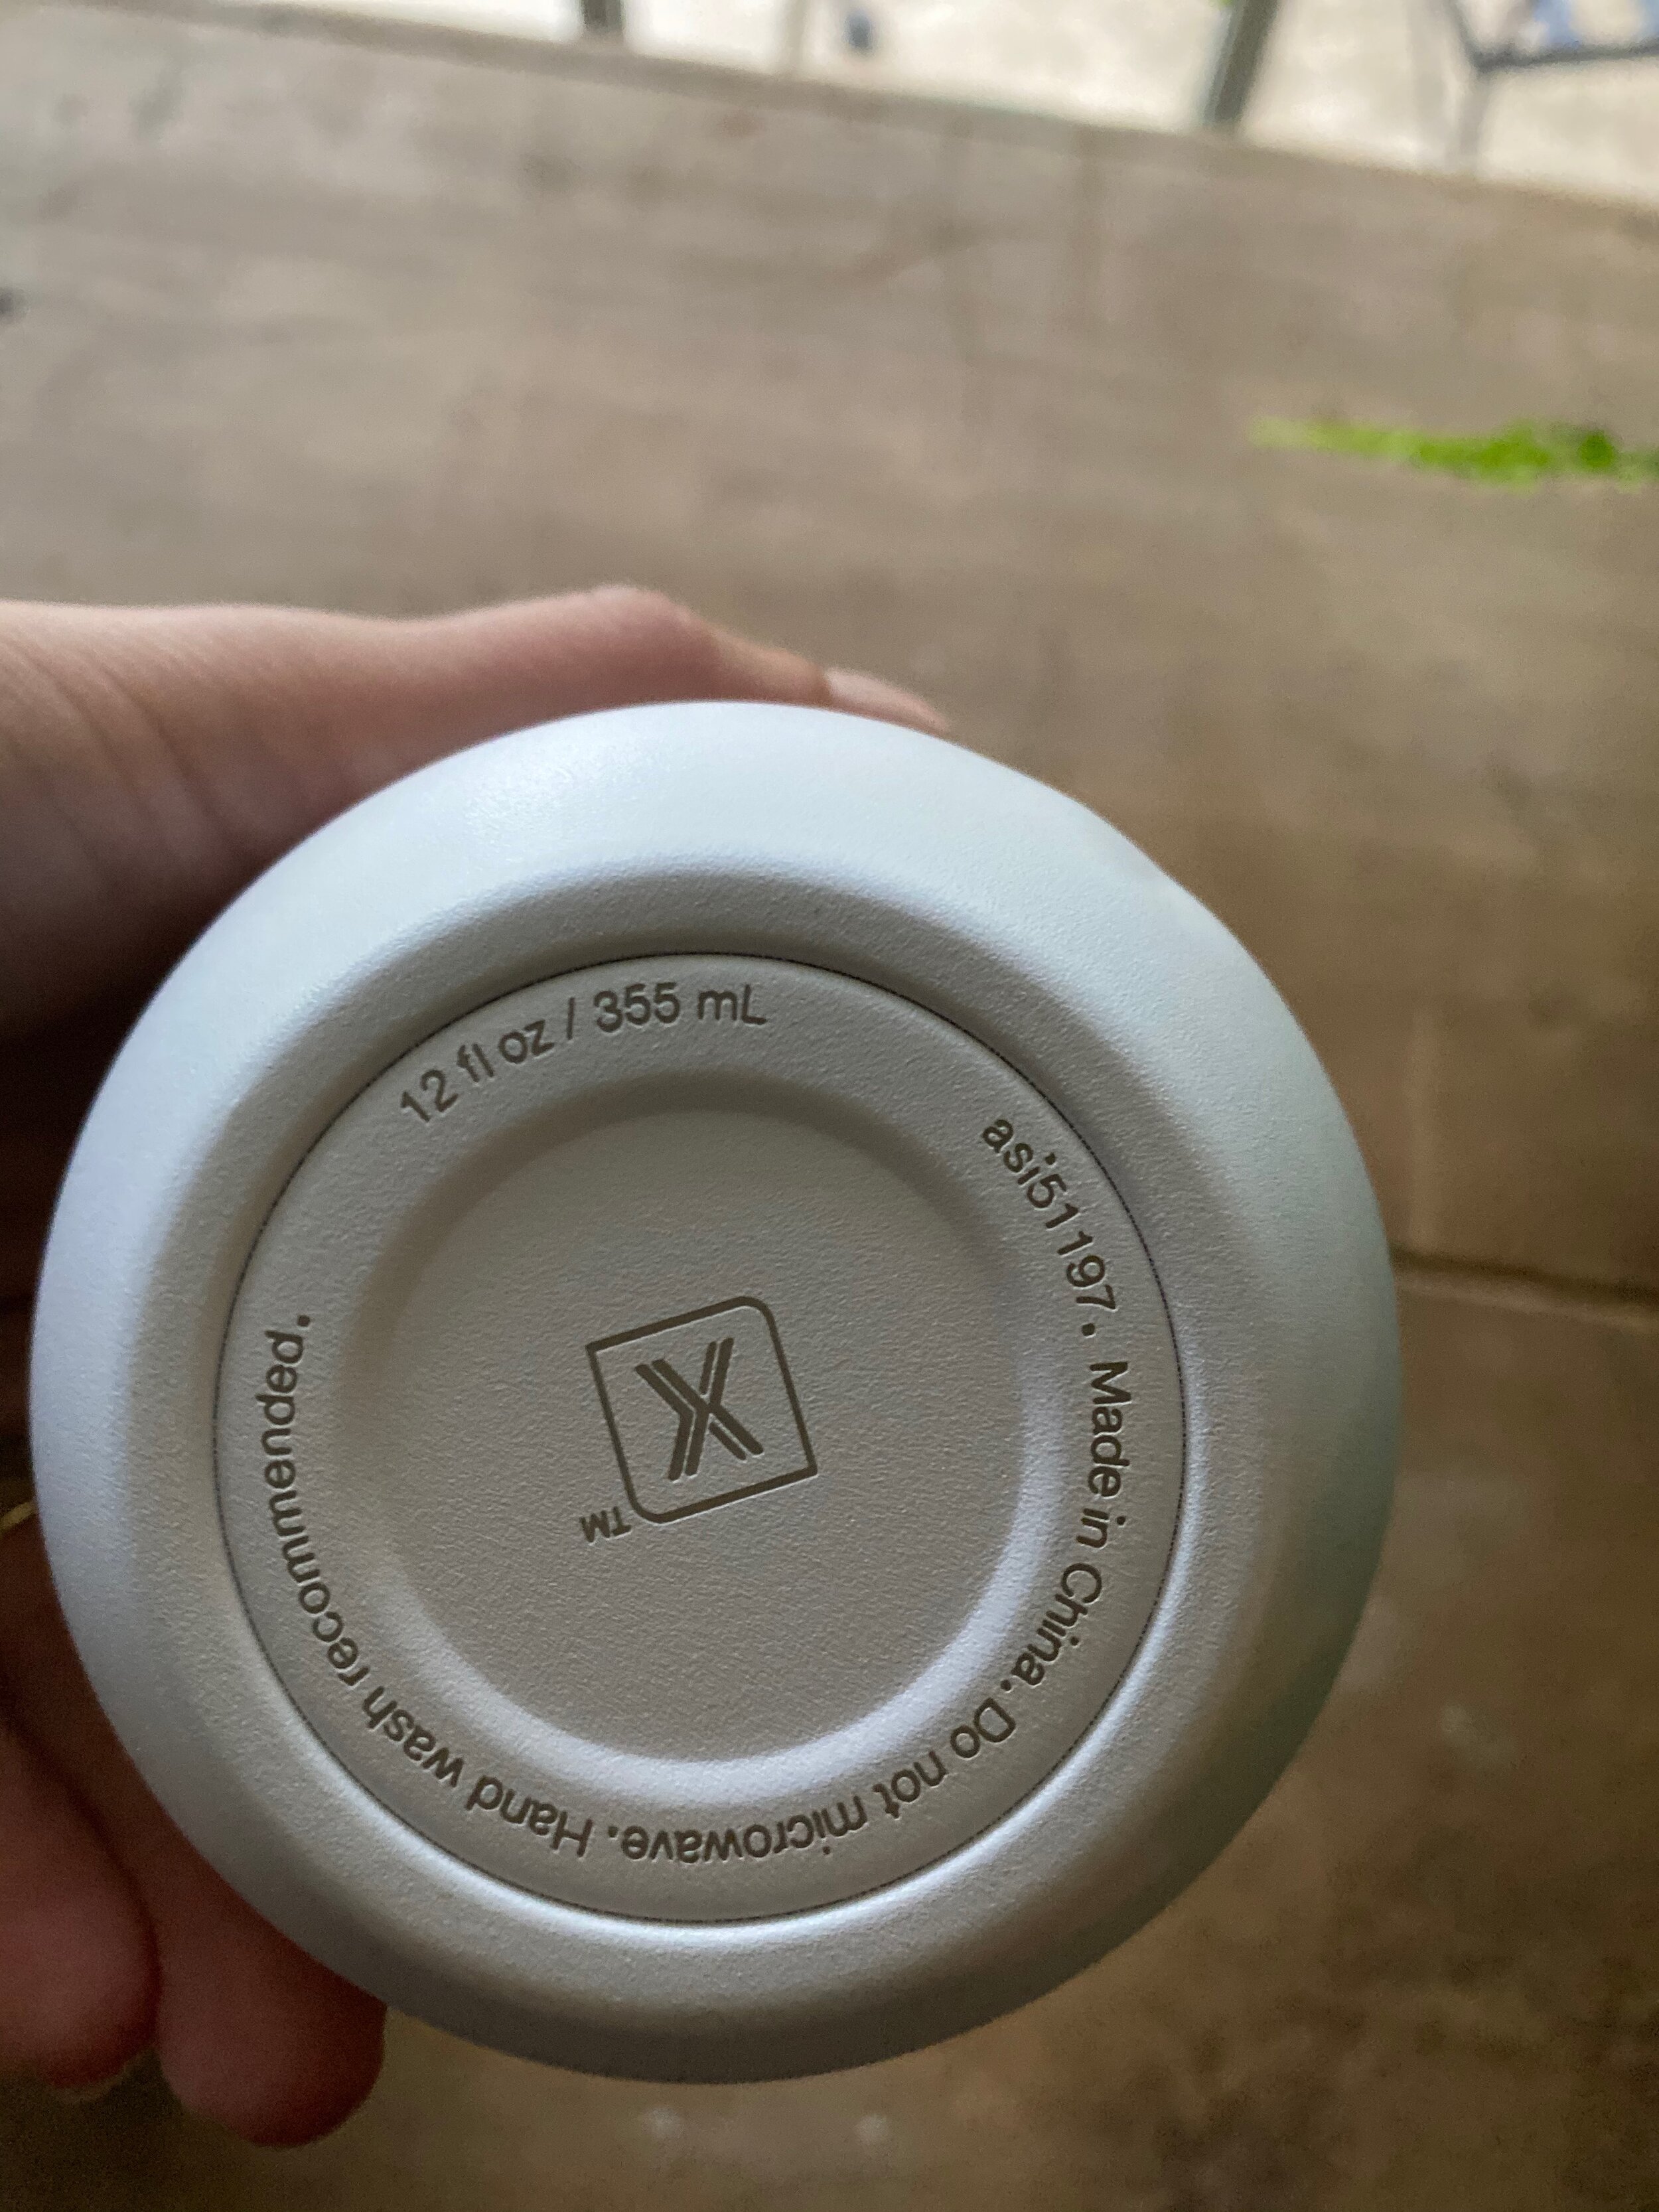 12 fl oz / 355 mL
asi51197. Made in China. Do not microwave. Hand wash recommended.
X
TM